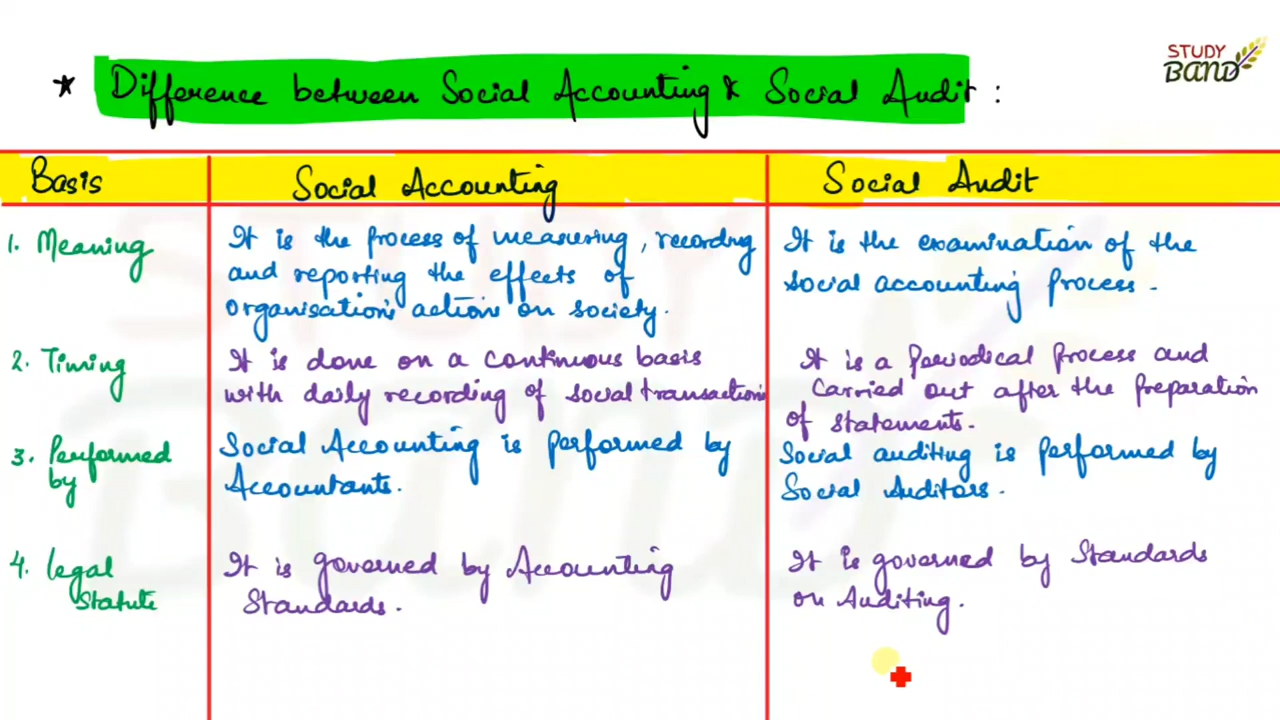 STUDY
BAND
* Difference between Social Accounting & Social Audit :
Basis
Social Accounting
Social Audit
1. Meaning
It is the process of measuring, recording
and reporting the effects of
organisation's action on society.
It is the examination of the
social accounting process.
2. Timing
It is done on a continuous basis
with daily recording of social transactions
It is a periodical process and
carried out after the preparation
of statements.
3. Performed
by
Social Accounting is performed by
Accountants.
Social auditing is performed by
Social Auditors.
4. Legal
Statute
It is governed by Accounting
Standards.
It is governed by Standards
on Auditing.
STUDY
Band